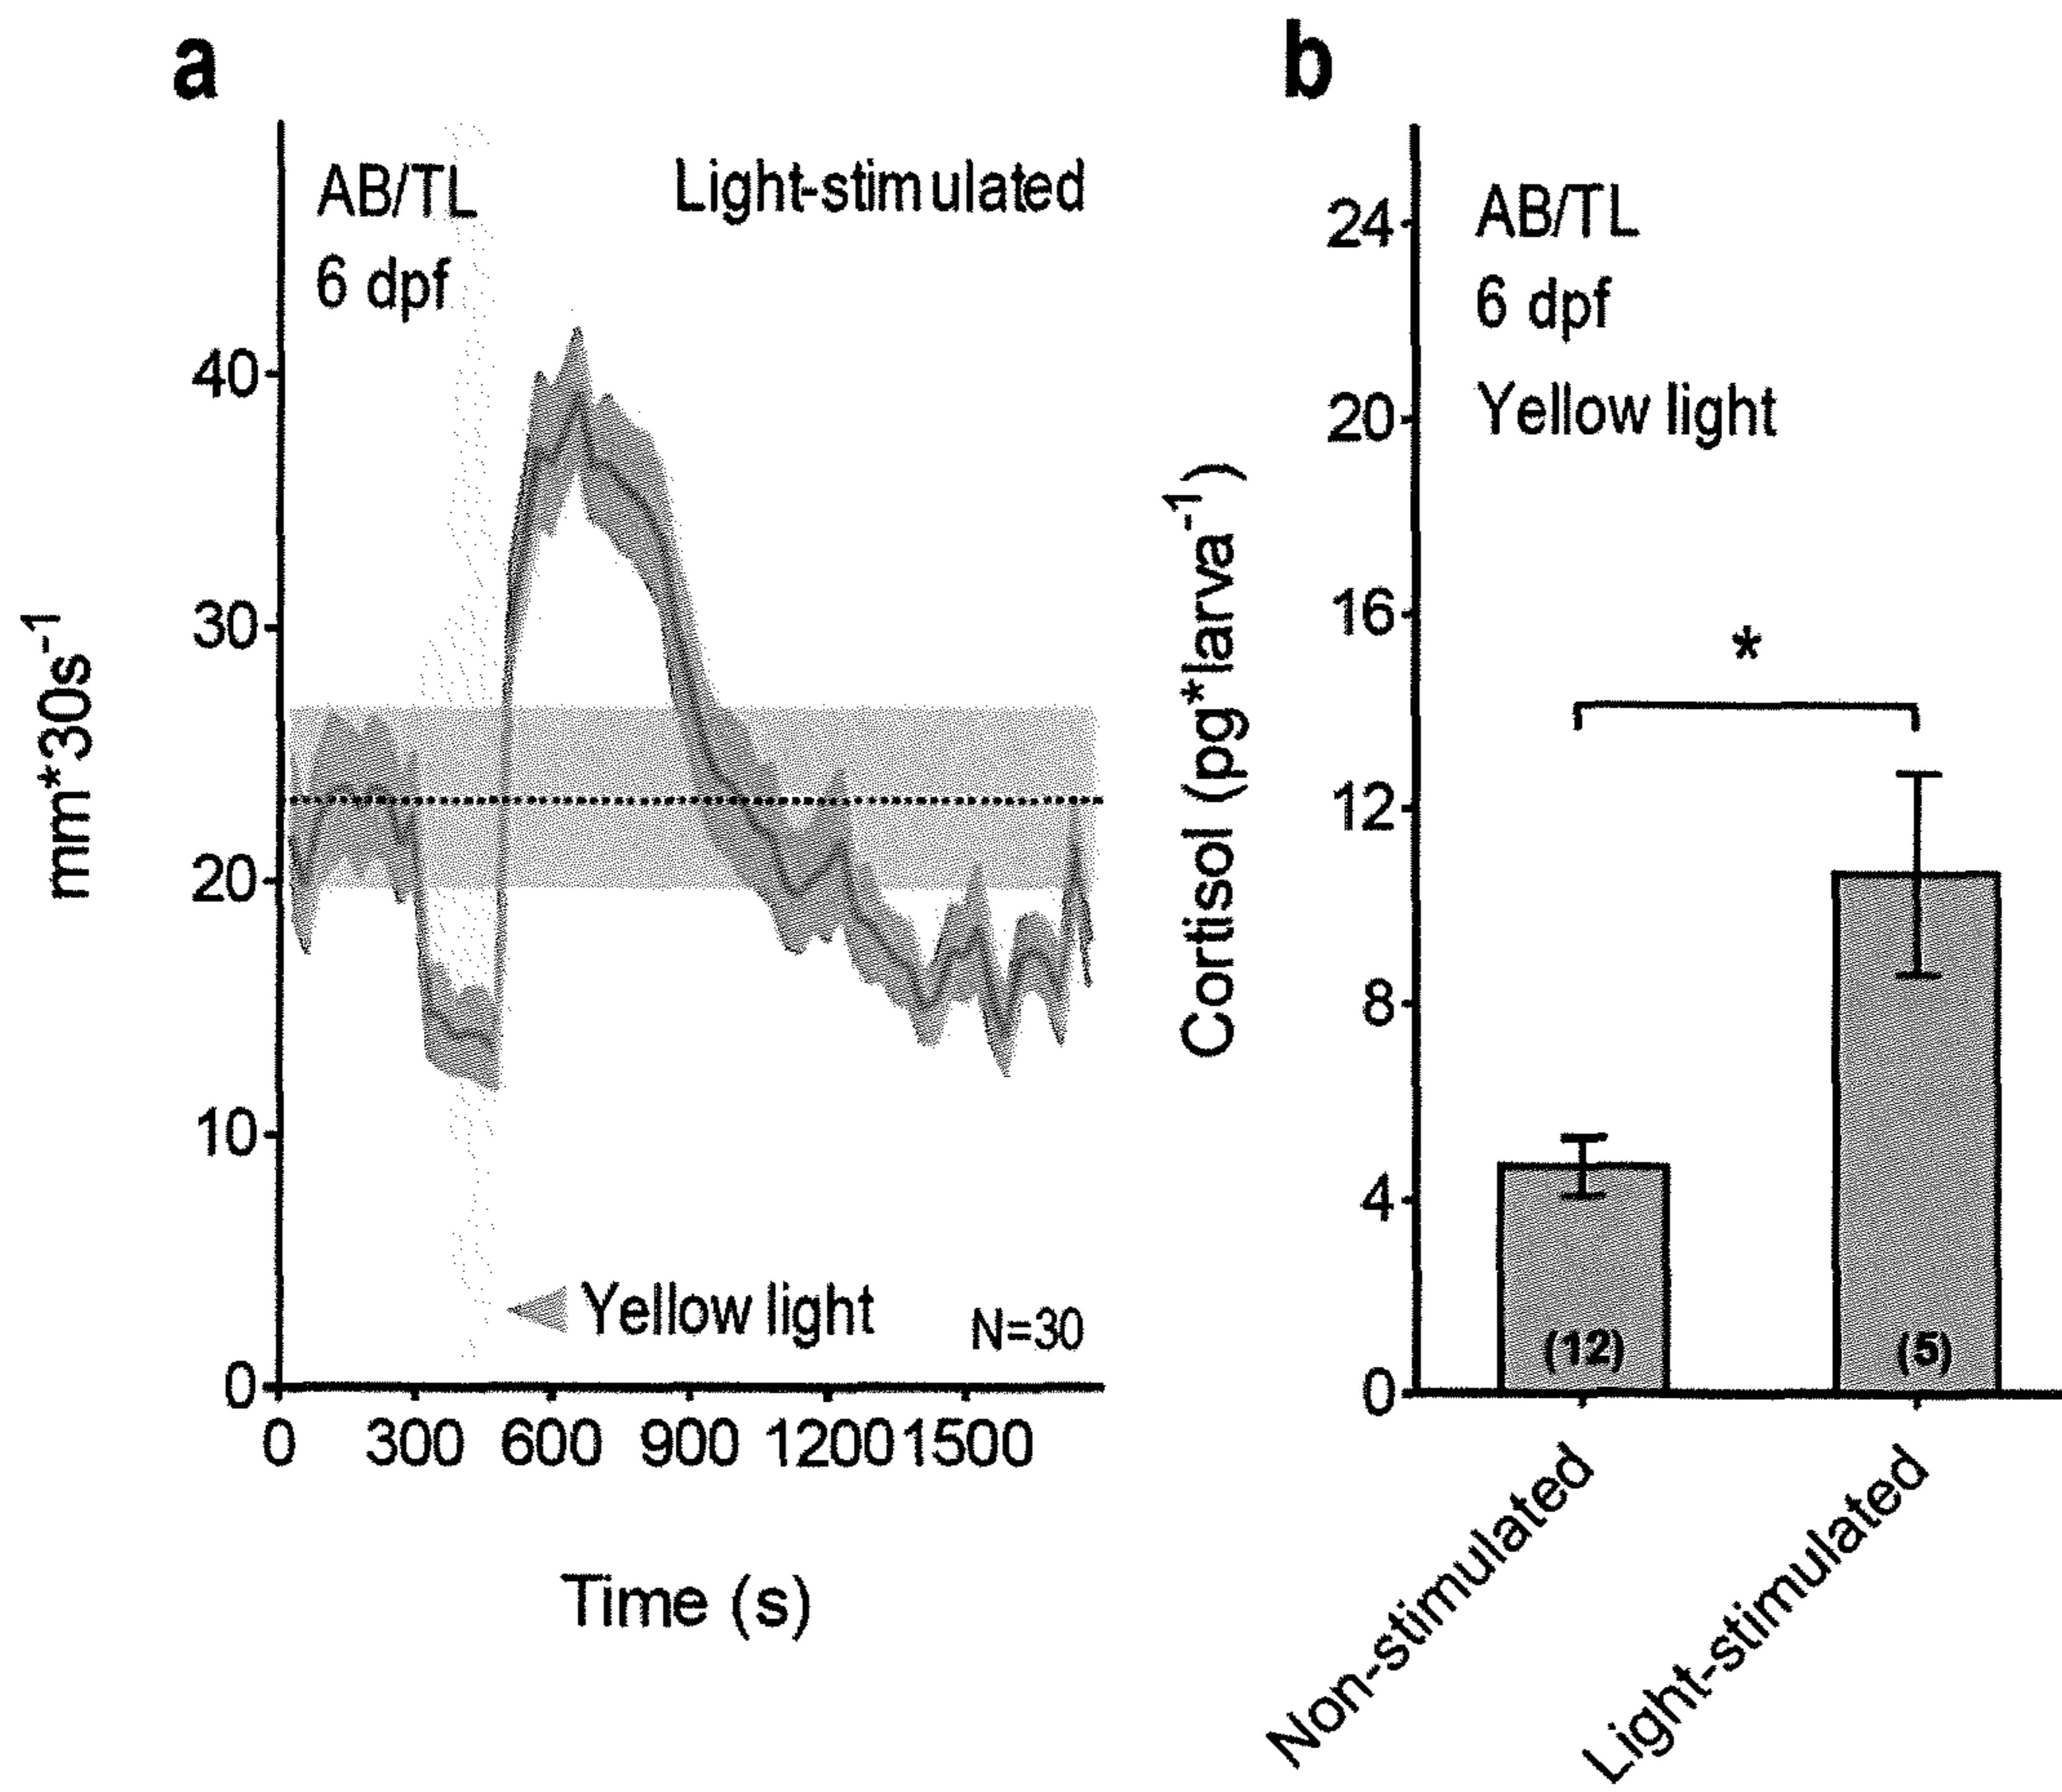 a
AB/TL
6 dpf
Light-stimulated
40
30
20
10
0
mm*30s⁻¹
Yellow light
N=30
0 300 600 900 1200 1500
Time (s)
b
AB/TL
6 dpf
Yellow light
24
20
16
12
8
4
0
Cortisol (pg*larva⁻¹)
*
(12)
(5)
Non-stimulated
Light-stimulated